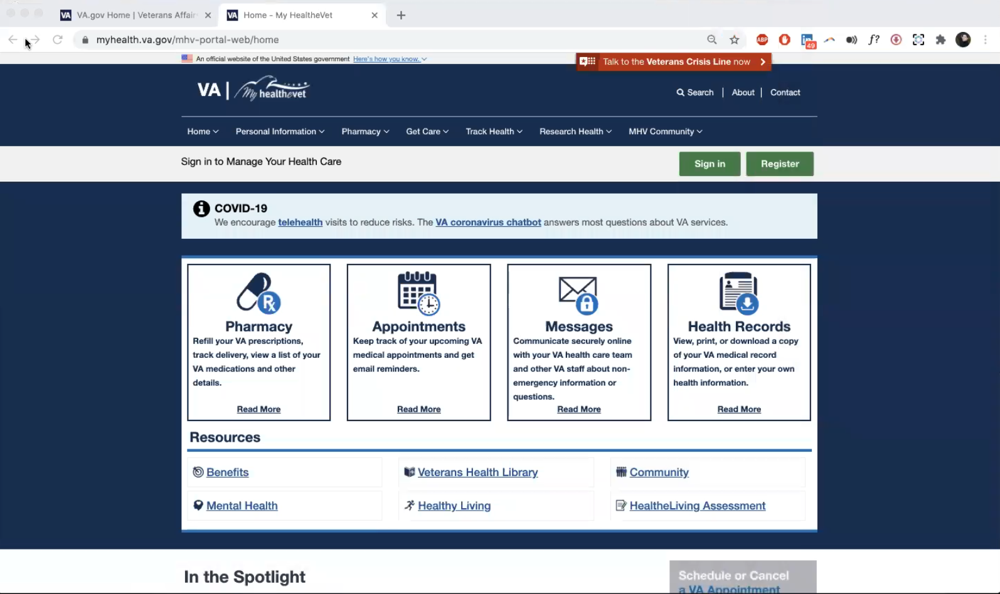 VA VA.gov Home | Veterans Affair
VA Home - My HealtheVet
myhealth.va.gov/mhv-portal-web/home
ABP
49
f?
An official website of the United States government Here's how you know.
Talk to the Veterans Crisis Line now
VA | My healthevet
Search | About | Contact
Home Personal Information Pharmacy Get Care Track Health Research Health MHV Community
Sign in to Manage Your Health Care
Sign in
Register
COVID-19
We encourage telehealth visits to reduce risks. The VA coronavirus chatbot answers most questions about VA services.
Rx
Pharmacy
Refill your VA prescriptions,
track delivery, view a list of your
VA medications and other
details.
Read More
Appointments
Keep track of your upcoming VA
medical appointments and get
email reminders.
Read More
Messages
Communicate securely online
with your VA health care team
and other VA staff about non-
emergency information or
questions.
Read More
Health Records
View, print, or download a copy
of your VA medical record
information, or enter your own
health information.
Read More
Resources
Benefits
Veterans Health Library
Community
Mental Health
Healthy Living
HealtheLiving Assessment
In the Spotlight
Schedule or Cancel
a VA Appointment